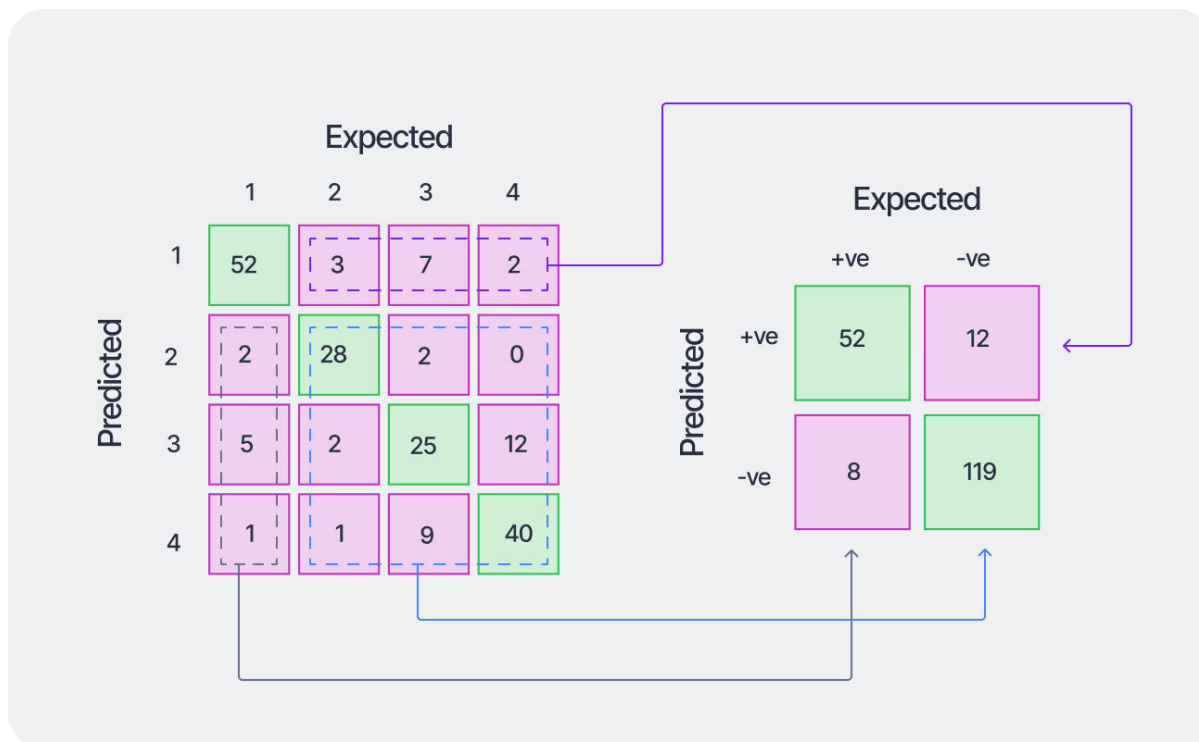 Expected
1 2 3 4
Predicted
1 52 3 7 2
2 2 28 2 0
3 5 2 25 12
4 1 1 9 40
Expected
+ve -ve
Predicted
+ve 52 12
-ve 8 119